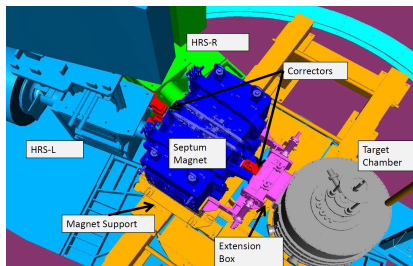 HRS-R
Correctors
HRS-L
Septum
Magnet
Target
Chamber
Magnet Support
Extension
Box